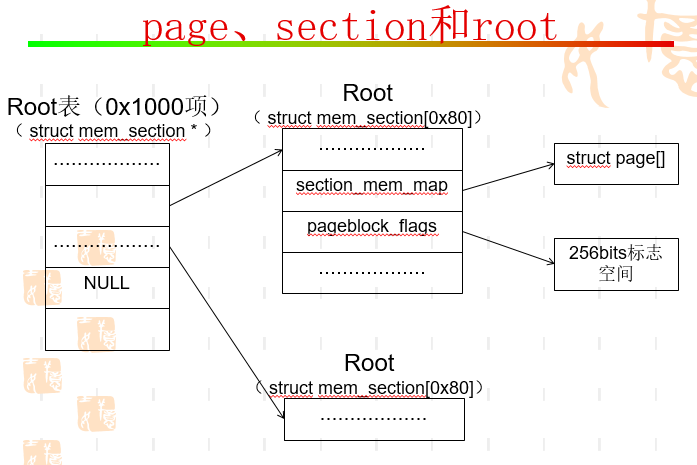 page、section和root
Root表（0x1000项）
（ struct mem_section * ）
………………
………………
NULL
Root
（ struct mem_section[0x80]）
………………
section_mem_map
pageblock_flags
………………
struct page[]
256bits标志
空间
Root
（ struct mem_section[0x80]）
………………